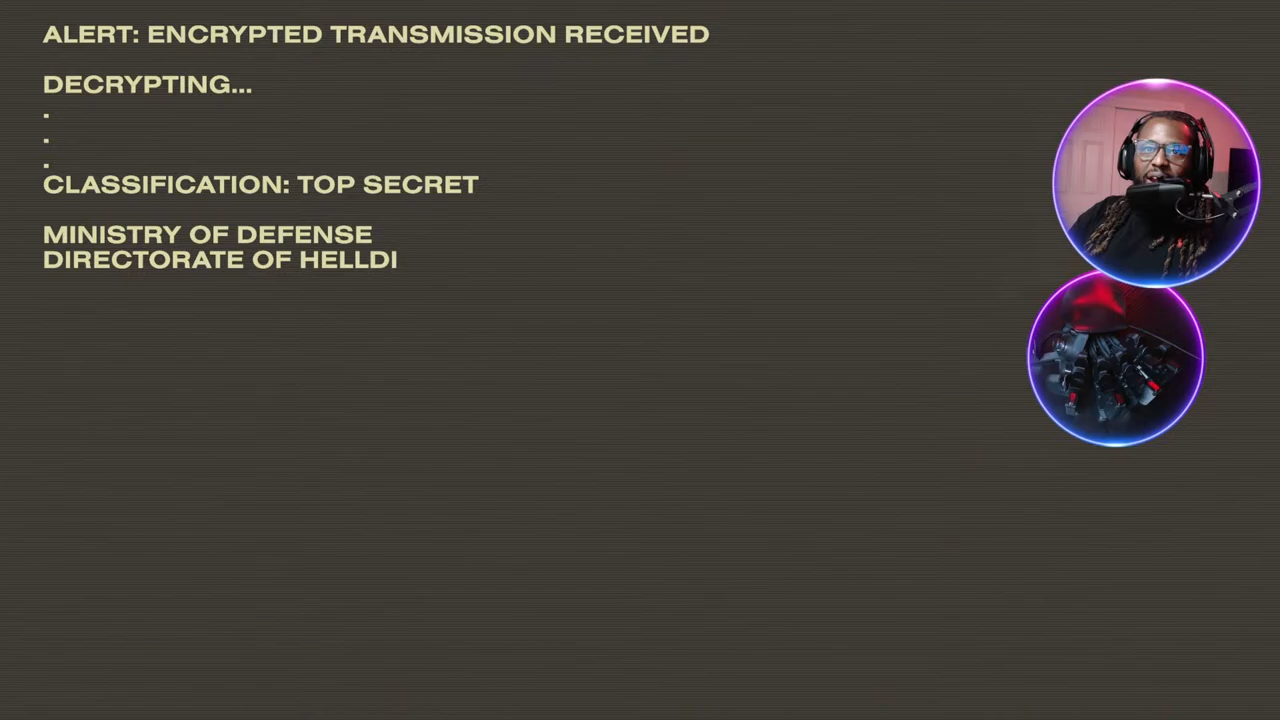 ALERT: ENCRYPTED TRANSMISSION RECEIVED
DECRYPTING...
.
.
.
CLASSIFICATION: TOP SECRET
MINISTRY OF DEFENSE
DIRECTORATE OF HELLDI